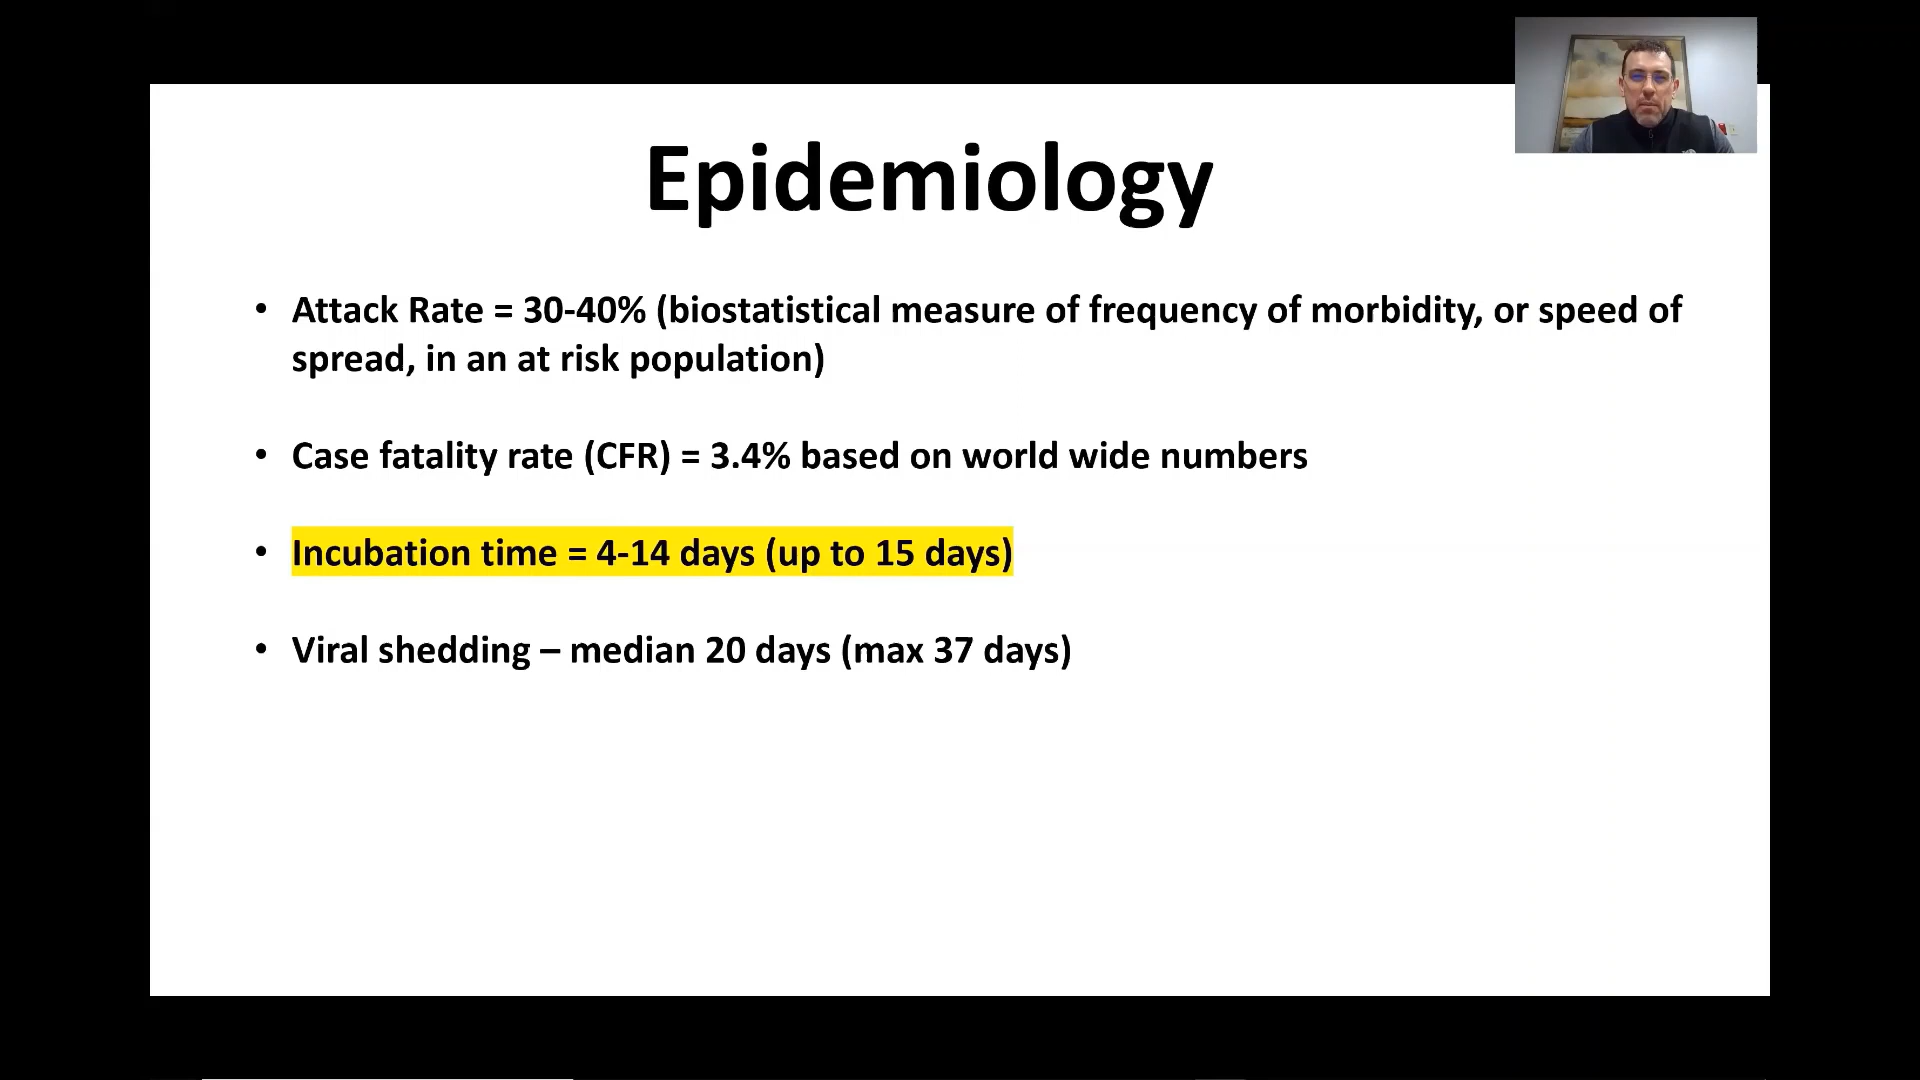 Epidemiology
• Attack Rate = 30-40% (biostatistical measure of frequency of morbidity, or speed of
spread, in an at risk population)
• Case fatality rate (CFR) = 3.4% based on world wide numbers
• Incubation time = 4-14 days (up to 15 days)
• Viral shedding – median 20 days (max 37 days)